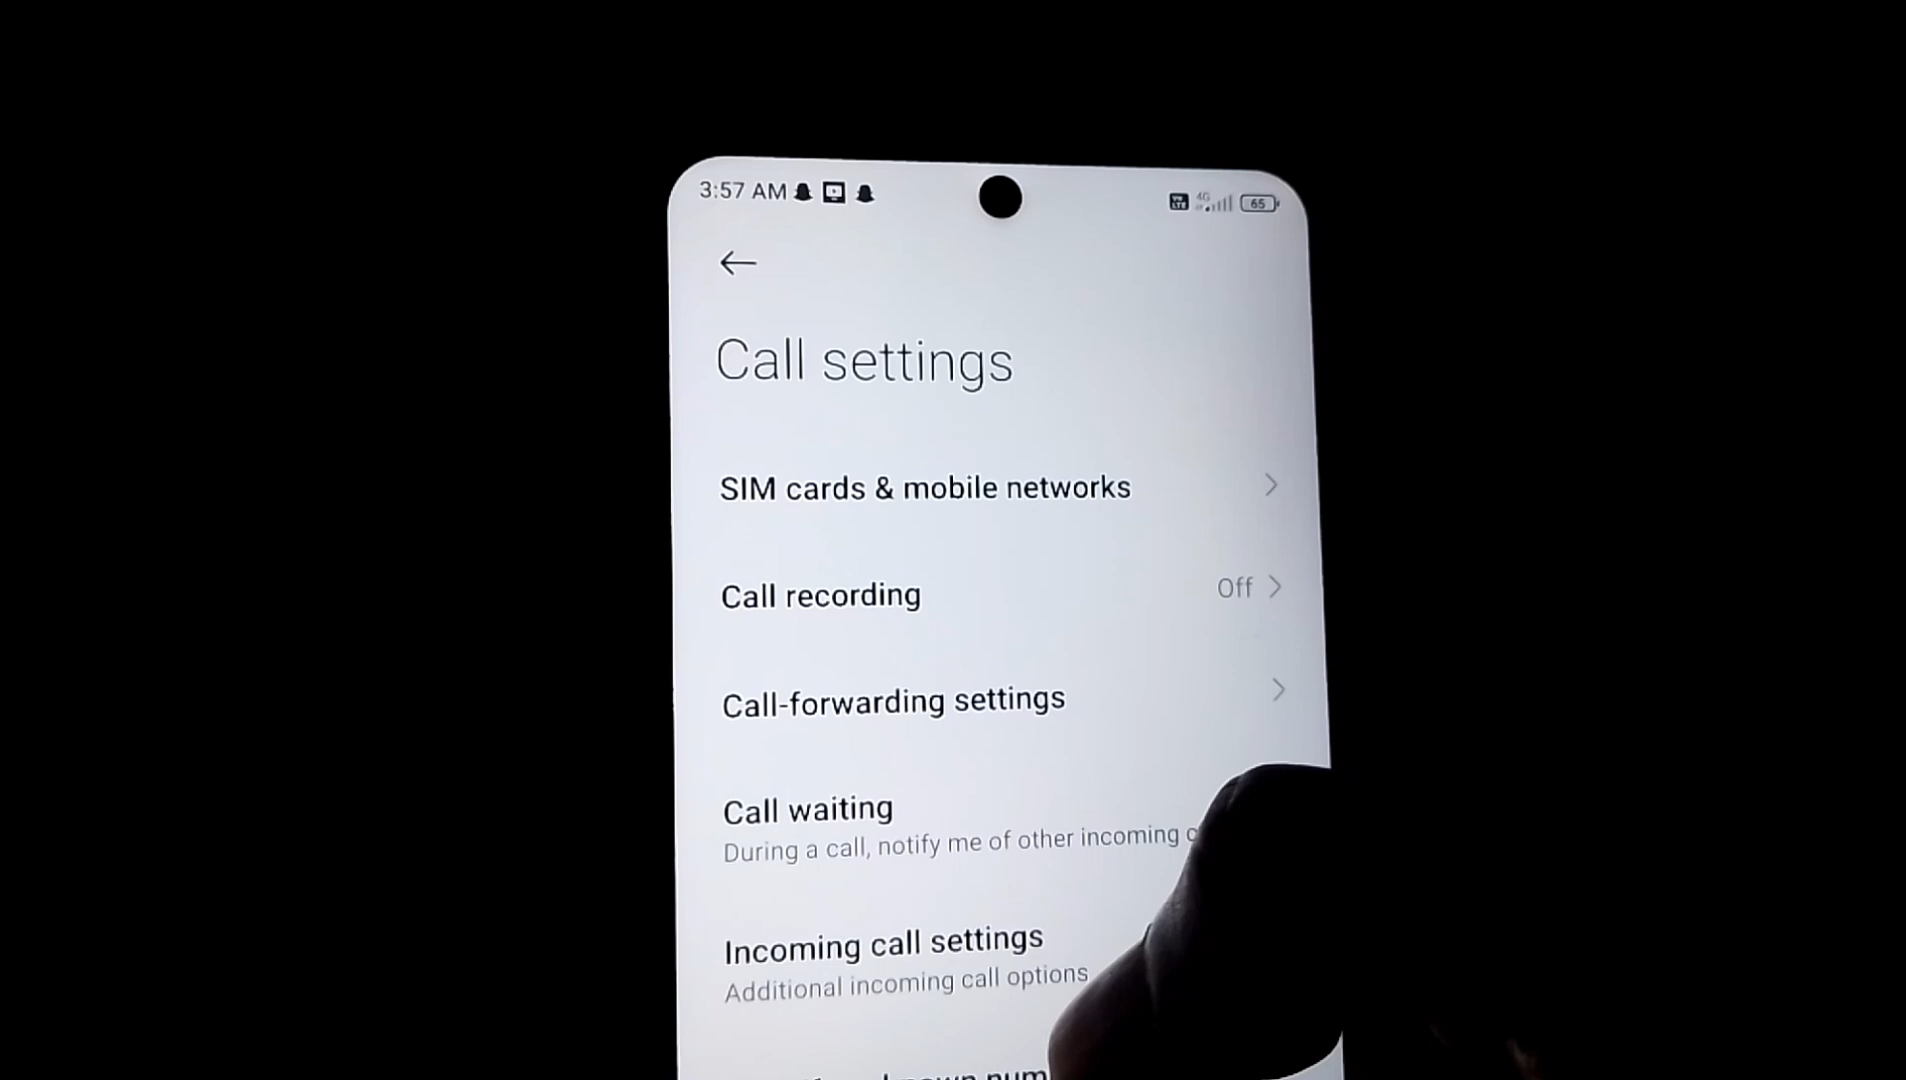 3:57 AM
4G
65
Call settings
SIM cards & mobile networks
Call recording
Off
Call-forwarding settings
Call waiting
During a call, notify me of other incoming
Incoming call settings
Additional incoming call options